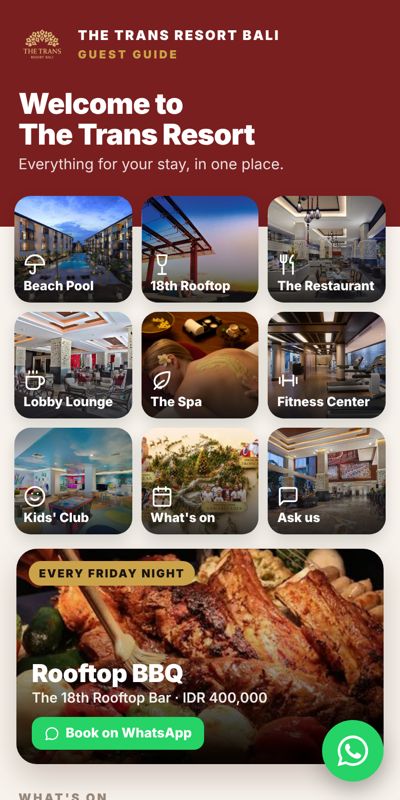 THE TRANS
RESORT BALI
THE TRANS RESORT BALI
GUEST GUIDE
Welcome to
The Trans Resort
Everything for your stay, in one place.
Beach Pool
18th Rooftop
The Restaurant
Lobby Lounge
The Spa
Fitness Center
Kids' Club
What's on
Ask us
EVERY FRIDAY NIGHT
Rooftop BBQ
The 18th Rooftop Bar · IDR 400,000
Book on WhatsApp
WHAT'S ON